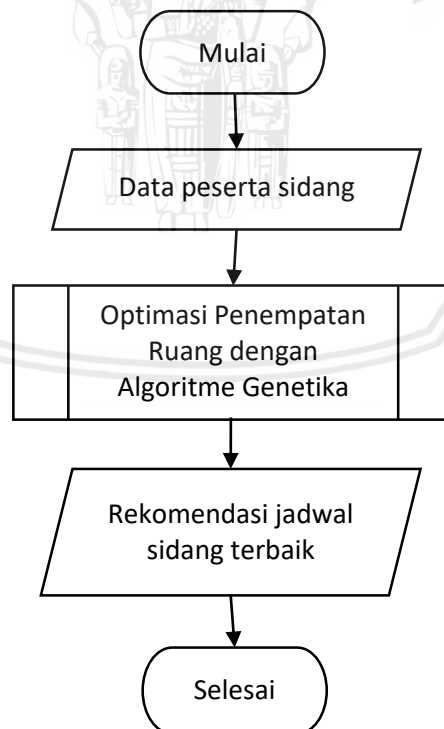 Mulai
Data peserta sidang
Optimasi Penempatan
Ruang dengan
Algoritme Genetika
Rekomendasi jadwal
sidang terbaik
Selesai